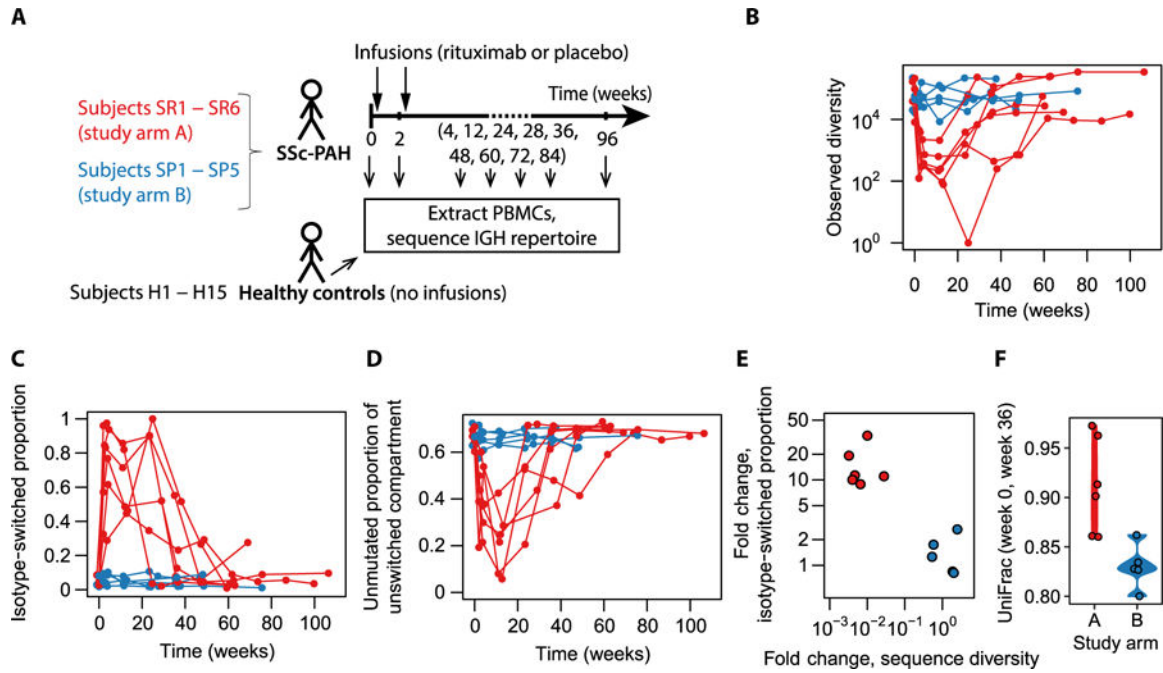 A
Infusions (rituximab or placebo)
Subjects SR1 – SR6
(study arm A)
Subjects SP1 – SP5
(study arm B)
SSc-PAH
Time (weeks)
0 2 (4, 12, 24, 28, 36, 96
48, 60, 72, 84)
Extract PBMCs,
sequence IGH repertoire
Subjects H1 – H15 Healthy controls (no infusions)
B
Observed diversity
10^4
10^2
10^0
0 20 40 60 80 100
Time (weeks)
C
Isotype-switched proportion
1
0.8
0.6
0.4
0.2
0
0 20 40 60 80 100
Time (weeks)
D
Unmutated proportion of
unswitched compartment
0.6
0.4
0.2
0
0 20 40 60 80 100
Time (weeks)
E
Fold change,
isotype-switched proportion
50
20
10
5
2
1
10^−3 10^−2 10^−1 10^0
Fold change, sequence diversity
F
UniFrac (week 0, week 36)
0.95
0.90
0.85
0.80
A B
Study arm